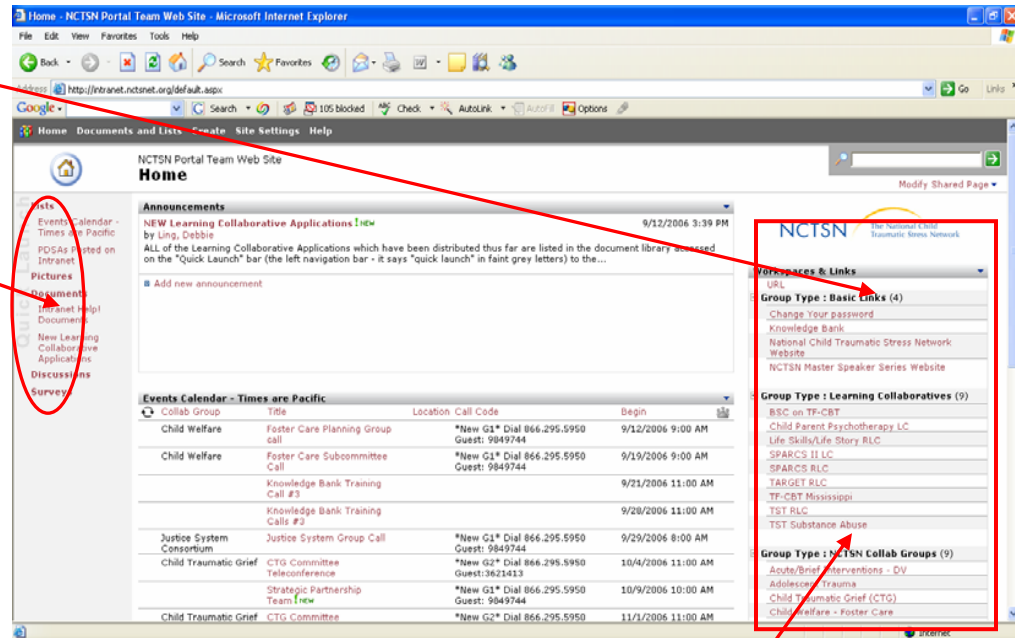 Home - NCTSN Portal Team Web Site - Microsoft Internet Explorer
File Edit View Favorites Tools Help
Back Search Favorites
Address http://intranet.nctsnet.org/default.aspx Go Links
Google Search 105 blocked Check AutoLink AutoFill Options
Home Documents and Lists Create Site Settings Help
NCTSN Portal Team Web Site
Home
Modify Shared Page
Quick Launch
Lists
Events Calendar -
Times are Pacific
PDSAs Posted on
Intranet
Pictures
Documents
Intranet Help!
Documents
New Learning
Collaborative
Applications
Discussions
Surveys
Announcements
NEW Learning Collaborative Applications ! NEW 9/12/2006 3:39 PM
by Ling, Debbie
ALL of the Learning Collaborative Applications which have been distributed thus far are listed in the document library accessed
on the "Quick Launch" bar (the left navigation bar - it says "quick launch" in faint grey letters) to the...
Add new announcement
Events Calendar - Times are Pacific
Collab Group Title Location Call Code Begin
Child Welfare Foster Care Planning Group *New G1* Dial 866.295.5950 9/12/2006 9:00 AM
call Guest: 9849744
Child Welfare Foster Care Subcommittee *New G1* Dial 866.295.5950 9/19/2006 9:00 AM
Call Guest: 9849744
Knowledge Bank Training 9/21/2006 11:00 AM
Call #3
Knowledge Bank Training 9/28/2006 11:00 AM
Calls #3
Justice System Justice System Group Call *New G1* Dial 866.295.5950 9/29/2006 8:00 AM
Consortium Guest: 9849744
Child Traumatic Grief CTG Committee *New G2* Dial 866.295.5950 10/4/2006 11:00 AM
Teleconference Guest:3621413
Strategic Partnership *New G1* Dial 866.295.5950 10/9/2006 10:00 AM
Team ! NEW Guest: 9849744
Child Traumatic Grief CTG Committee *New G2* Dial 866.295.5950 11/1/2006 11:00 AM
NCTSN The National Child
Traumatic Stress Network
Workspaces & Links
URL
Group Type : Basic Links (4)
Change Your password
Knowledge Bank
National Child Traumatic Stress Network
Website
NCTSN Master Speaker Series Website
Group Type : Learning Collaboratives (9)
BSC on TF-CBT
Child Parent Psychotherapy LC
Life Skills/Life Story RLC
SPARCS II LC
SPARCS RLC
TARGET RLC
TF-CBT Mississippi
TST RLC
TST Substance Abuse
Group Type : NCTSN Collab Groups (9)
Acute/Brief Interventions - DV
Adolescent Trauma
Child Traumatic Grief (CTG)
Child Welfare - Foster Care
Internet